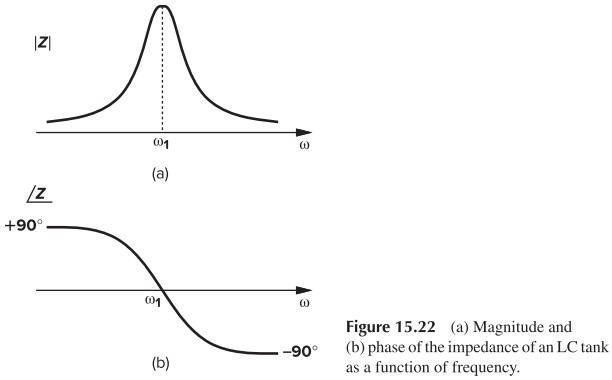 |Z|
ω1
ω
(a)
/Z
+90°
ω1
ω
−90°
(b)
Figure 15.22 (a) Magnitude and
(b) phase of the impedance of an LC tank
as a function of frequency.